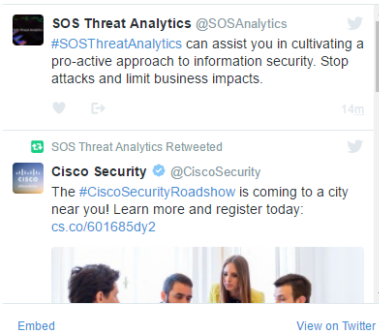 SOS Threat Analytics @SOSAnalytics
#SOSThreatAnalytics can assist you in cultivating a
pro-active approach to information security. Stop
attacks and limit business impacts.
14m
SOS Threat Analytics Retweeted
Cisco Security @CiscoSecurity
CISCO
The #CiscoSecurityRoadshow is coming to a city
near you! Learn more and register today:
cs.co/601685dy2
Embed
View on Twitter